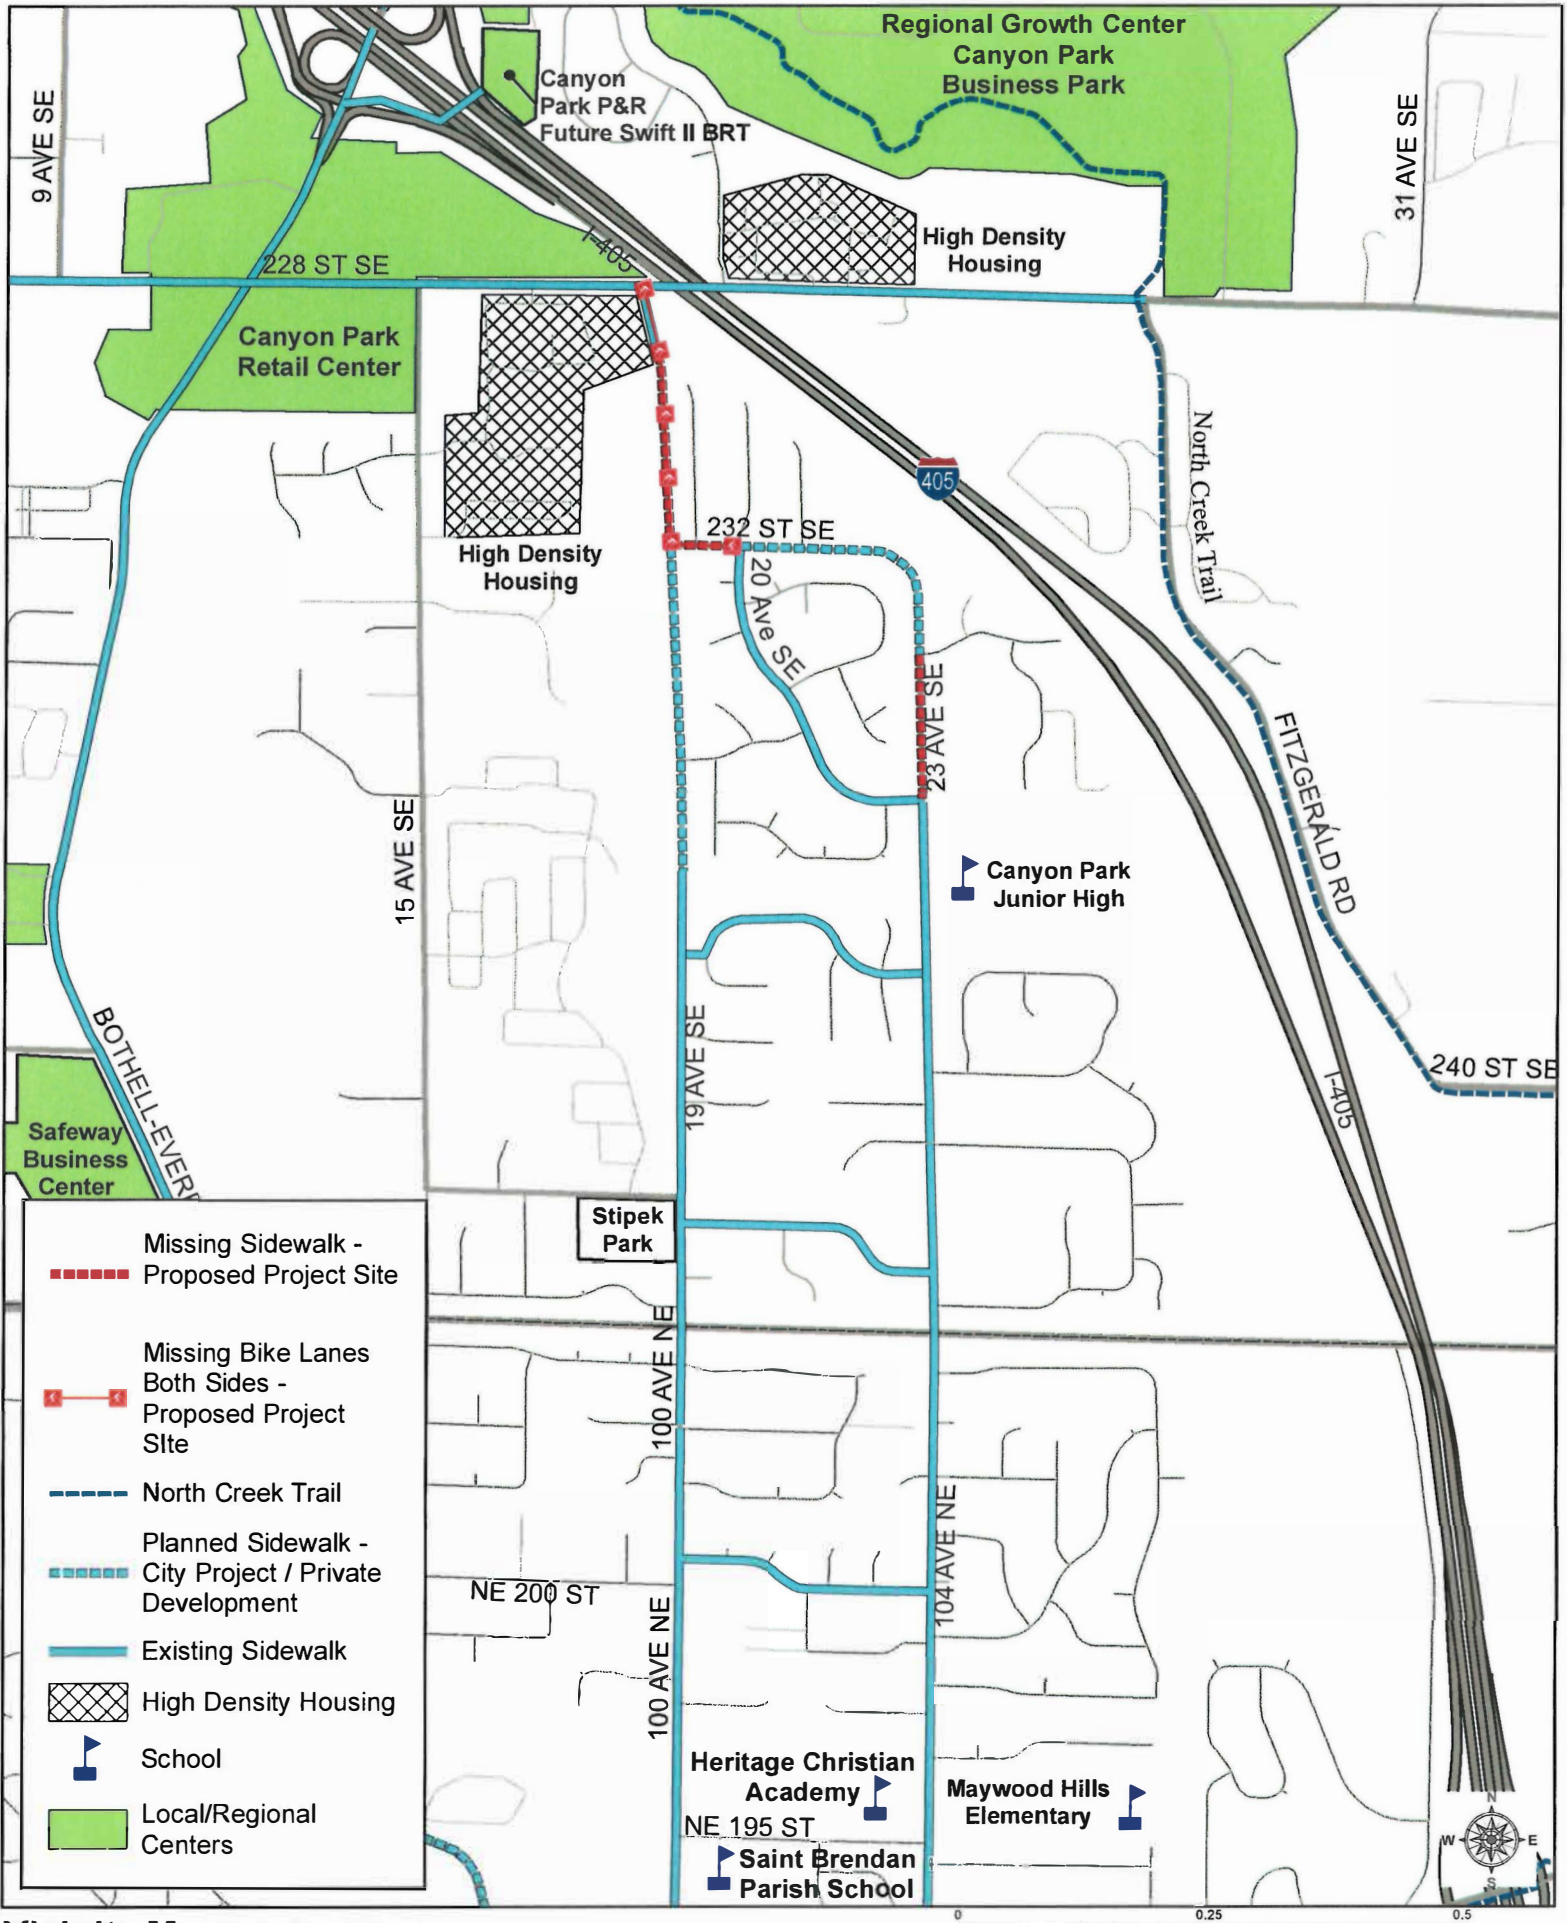 Regional Growth Center
Canyon Park
Business Park
Canyon
Park P&R
Future Swift II BRT
9 AVE SE
31 AVE SE
High Density
Housing
I-405
228 ST SE
Canyon Park
Retail Center
405
North Creek Trail
232 ST SE
High Density
Housing
20 Ave SE
23 AVE SE
FITZGERALD RD
15 AVE SE
Canyon Park
Junior High
19 AVE SE
BOTHELL-EVER
240 ST SE
I-405
Safeway
Business
Center
Stipek
Park
Missing Sidewalk -
Proposed Project Site
Missing Bike Lanes
Both Sides -
Proposed Project
SIte
North Creek Trail
Planned Sidewalk -
City Project / Private
Development
Existing Sidewalk
High Density Housing
School
Local/Regional
Centers
100 AVE NE
104 AVE NE
NE 200 ST
100 AVE NE
Heritage Christian
Academy
Maywood Hills
Elementary
NE 195 ST
Saint Brendan
Parish School
N
W
E
S
0
0.25
0.5